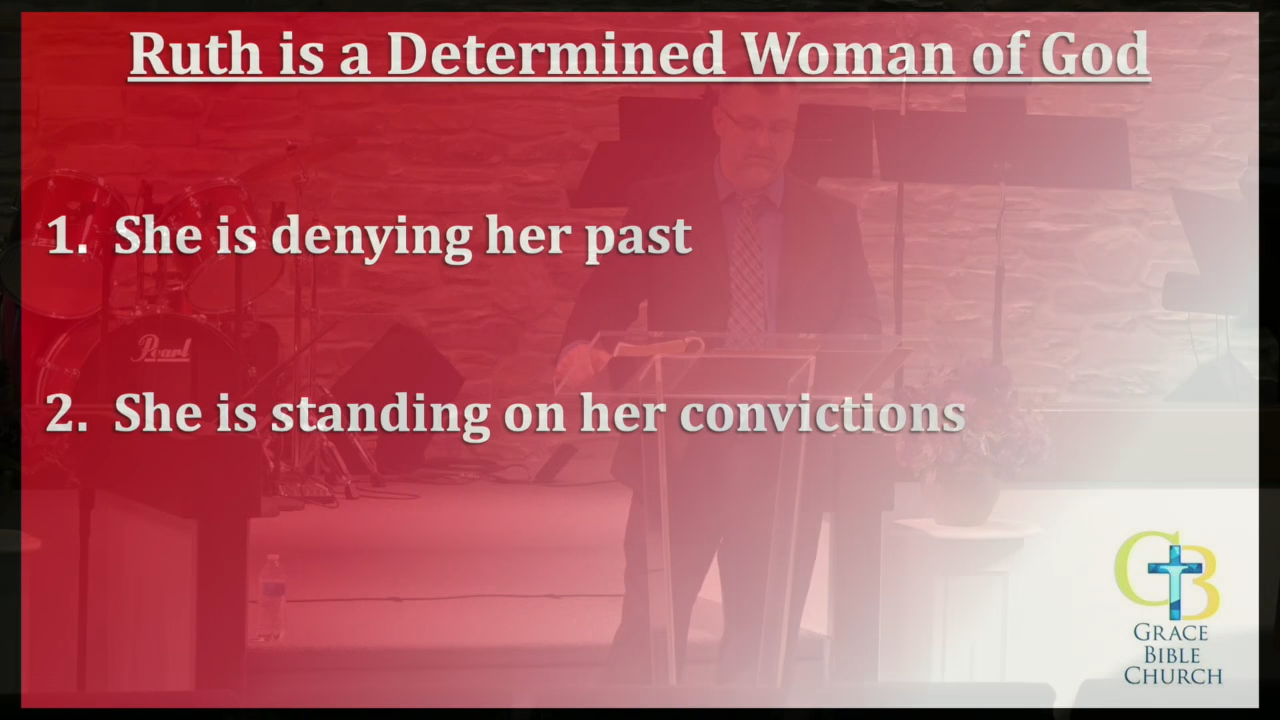 Ruth is a Determined Woman of God
1. She is denying her past
Pearl
2. She is standing on her convictions
CB
GRACE
BIBLE
CHURCH